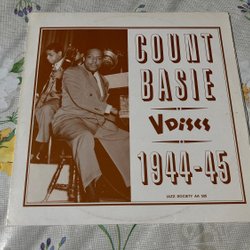 COUNT
BASIE
V DISCS
1944-45
JAZZ SOCIETY AA 505